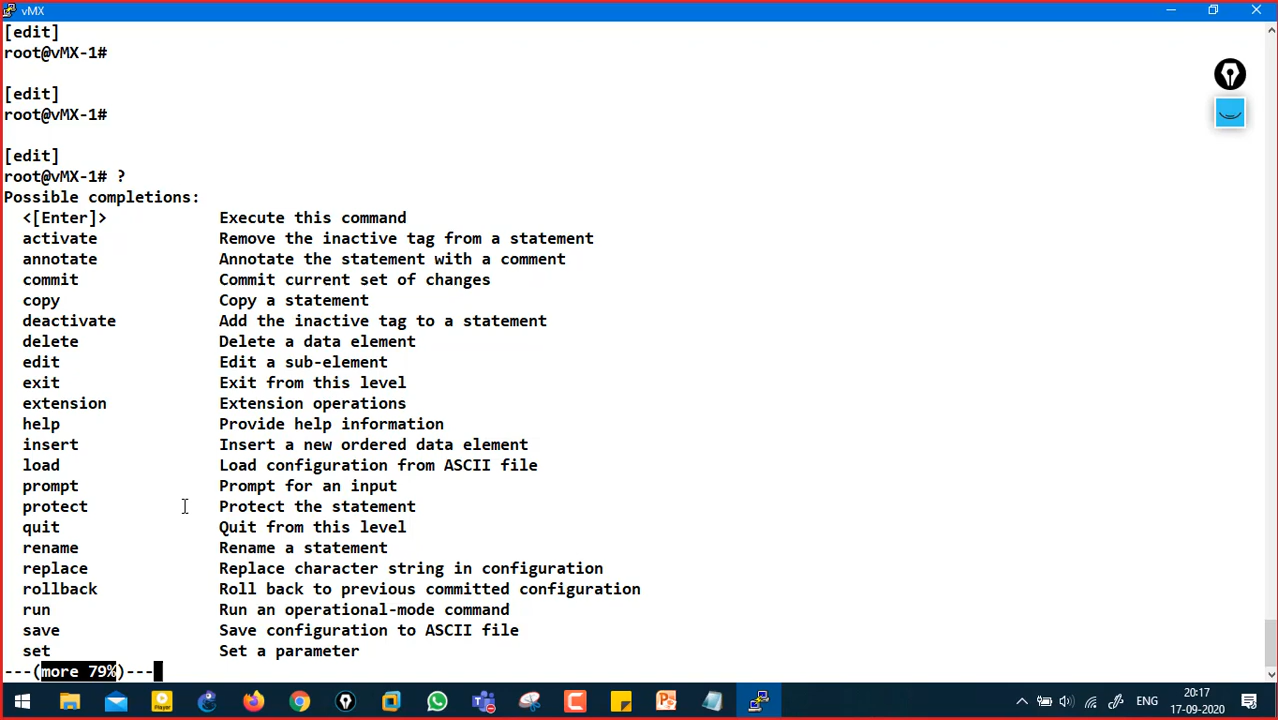 vMX
[edit]
root@vMX-1#
[edit]
root@vMX-1#
[edit]
root@vMX-1# ?
Possible completions:
<[Enter]> Execute this command
activate Remove the inactive tag from a statement
annotate Annotate the statement with a comment
commit Commit current set of changes
copy Copy a statement
deactivate Add the inactive tag to a statement
delete Delete a data element
edit Edit a sub-element
exit Exit from this level
extension Extension operations
help Provide help information
insert Insert a new ordered data element
load Load configuration from ASCII file
prompt Prompt for an input
protect Protect the statement
quit Quit from this level
rename Rename a statement
replace Replace character string in configuration
rollback Roll back to previous committed configuration
run Run an operational-mode command
save Save configuration to ASCII file
set Set a parameter
---(more 79%)---
Player
ENG
20:17
17-09-2020